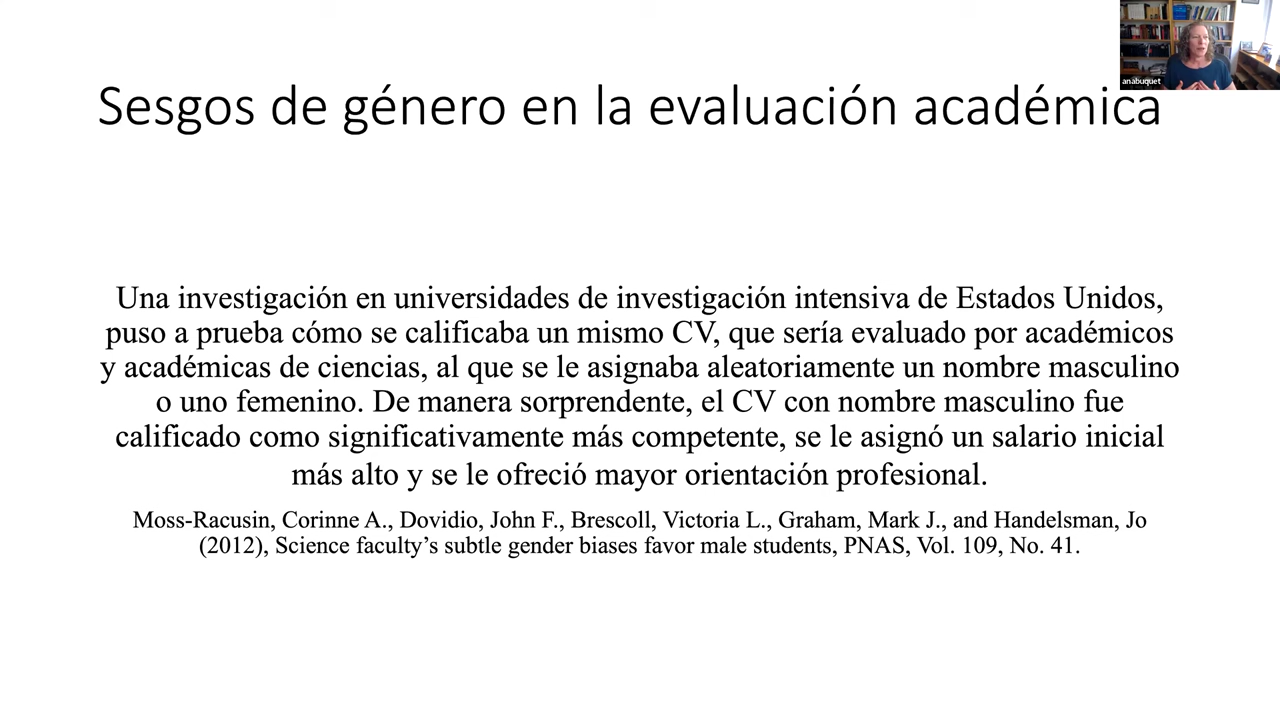 anabuquet
Sesgos de género en la evaluación académica
Una investigación en universidades de investigación intensiva de Estados Unidos,
puso a prueba cómo se calificaba un mismo CV, que sería evaluado por académicos
y académicas de ciencias, al que se le asignaba aleatoriamente un nombre masculino
o uno femenino. De manera sorprendente, el CV con nombre masculino fue
calificado como significativamente más competente, se le asignó un salario inicial
más alto y se le ofreció mayor orientación profesional.
Moss-Racusin, Corinne A., Dovidio, John F., Brescoll, Victoria L., Graham, Mark J., and Handelsman, Jo
(2012), Science faculty’s subtle gender biases favor male students, PNAS, Vol. 109, No. 41.